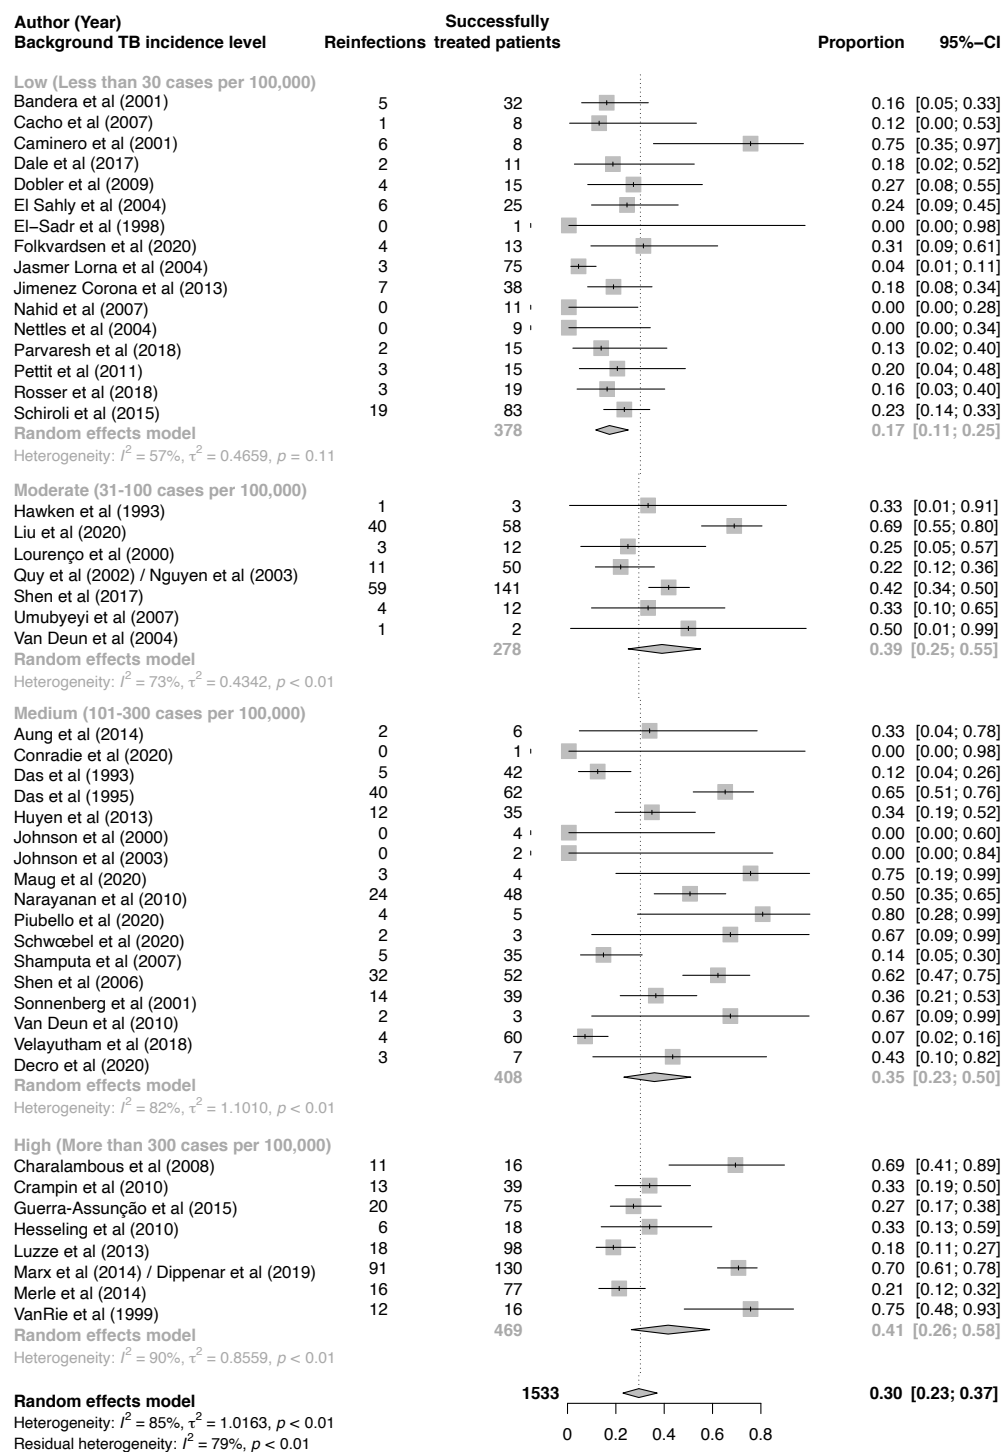 Author (Year) Successfully
Background TB incidence level Reinfections treated patients Proportion 95%−CI
Low (Less than 30 cases per 100,000)
Bandera et al (2001) 5 32 0.16 [0.05; 0.33]
Cacho et al (2007) 1 8 0.12 [0.00; 0.53]
Caminero et al (2001) 6 8 0.75 [0.35; 0.97]
Dale et al (2017) 2 11 0.18 [0.02; 0.52]
Dobler et al (2009) 4 15 0.27 [0.08; 0.55]
El Sahly et al (2004) 6 25 0.24 [0.09; 0.45]
El−Sadr et al (1998) 0 1 0.00 [0.00; 0.98]
Folkvardsen et al (2020) 4 13 0.31 [0.09; 0.61]
Jasmer Lorna et al (2004) 3 75 0.04 [0.01; 0.11]
Jimenez Corona et al (2013) 7 38 0.18 [0.08; 0.34]
Nahid et al (2007) 0 11 0.00 [0.00; 0.28]
Nettles et al (2004) 0 9 0.00 [0.00; 0.34]
Parvaresh et al (2018) 2 15 0.13 [0.02; 0.40]
Pettit et al (2011) 3 15 0.20 [0.04; 0.48]
Rosser et al (2018) 3 19 0.16 [0.03; 0.40]
Schiroli et al (2015) 19 83 0.23 [0.14; 0.33]
Random effects model 378 0.17 [0.11; 0.25]
Heterogeneity: I² = 57%, τ² = 0.4659, p = 0.11
Moderate (31-100 cases per 100,000)
Hawken et al (1993) 1 3 0.33 [0.01; 0.91]
Liu et al (2020) 40 58 0.69 [0.55; 0.80]
Lourenço et al (2000) 3 12 0.25 [0.05; 0.57]
Quy et al (2002) / Nguyen et al (2003) 11 50 0.22 [0.12; 0.36]
Shen et al (2017) 59 141 0.42 [0.34; 0.50]
Umubyeyi et al (2007) 4 12 0.33 [0.10; 0.65]
Van Deun et al (2004) 1 2 0.50 [0.01; 0.99]
Random effects model 278 0.39 [0.25; 0.55]
Heterogeneity: I² = 73%, τ² = 0.4342, p < 0.01
Medium (101-300 cases per 100,000)
Aung et al (2014) 2 6 0.33 [0.04; 0.78]
Conradie et al (2020) 0 1 0.00 [0.00; 0.98]
Das et al (1993) 5 42 0.12 [0.04; 0.26]
Das et al (1995) 40 62 0.65 [0.51; 0.76]
Huyen et al (2013) 12 35 0.34 [0.19; 0.52]
Johnson et al (2000) 0 4 0.00 [0.00; 0.60]
Johnson et al (2003) 0 2 0.00 [0.00; 0.84]
Maug et al (2020) 3 4 0.75 [0.19; 0.99]
Narayanan et al (2010) 24 48 0.50 [0.35; 0.65]
Piubello et al (2020) 4 5 0.80 [0.28; 0.99]
Schwœbel et al (2020) 2 3 0.67 [0.09; 0.99]
Shamputa et al (2007) 5 35 0.14 [0.05; 0.30]
Shen et al (2006) 32 52 0.62 [0.47; 0.75]
Sonnenberg et al (2001) 14 39 0.36 [0.21; 0.53]
Van Deun et al (2010) 2 3 0.67 [0.09; 0.99]
Velayutham et al (2018) 4 60 0.07 [0.02; 0.16]
Decro et al (2020) 3 7 0.43 [0.10; 0.82]
Random effects model 408 0.35 [0.23; 0.50]
Heterogeneity: I² = 82%, τ² = 1.1010, p < 0.01
High (More than 300 cases per 100,000)
Charalambous et al (2008) 11 16 0.69 [0.41; 0.89]
Crampin et al (2010) 13 39 0.33 [0.19; 0.50]
Guerra-Assunção et al (2015) 20 75 0.27 [0.17; 0.38]
Hesseling et al (2010) 6 18 0.33 [0.13; 0.59]
Luzze et al (2013) 18 98 0.18 [0.11; 0.27]
Marx et al (2014) / Dippenar et al (2019) 91 130 0.70 [0.61; 0.78]
Merle et al (2014) 16 77 0.21 [0.12; 0.32]
VanRie et al (1999) 12 16 0.75 [0.48; 0.93]
Random effects model 469 0.41 [0.26; 0.58]
Heterogeneity: I² = 90%, τ² = 0.8559, p < 0.01
Random effects model 1533 0.30 [0.23; 0.37]
Heterogeneity: I² = 85%, τ² = 1.0163, p < 0.01
Residual heterogeneity: I² = 79%, p < 0.01
0 0.2 0.4 0.6 0.8